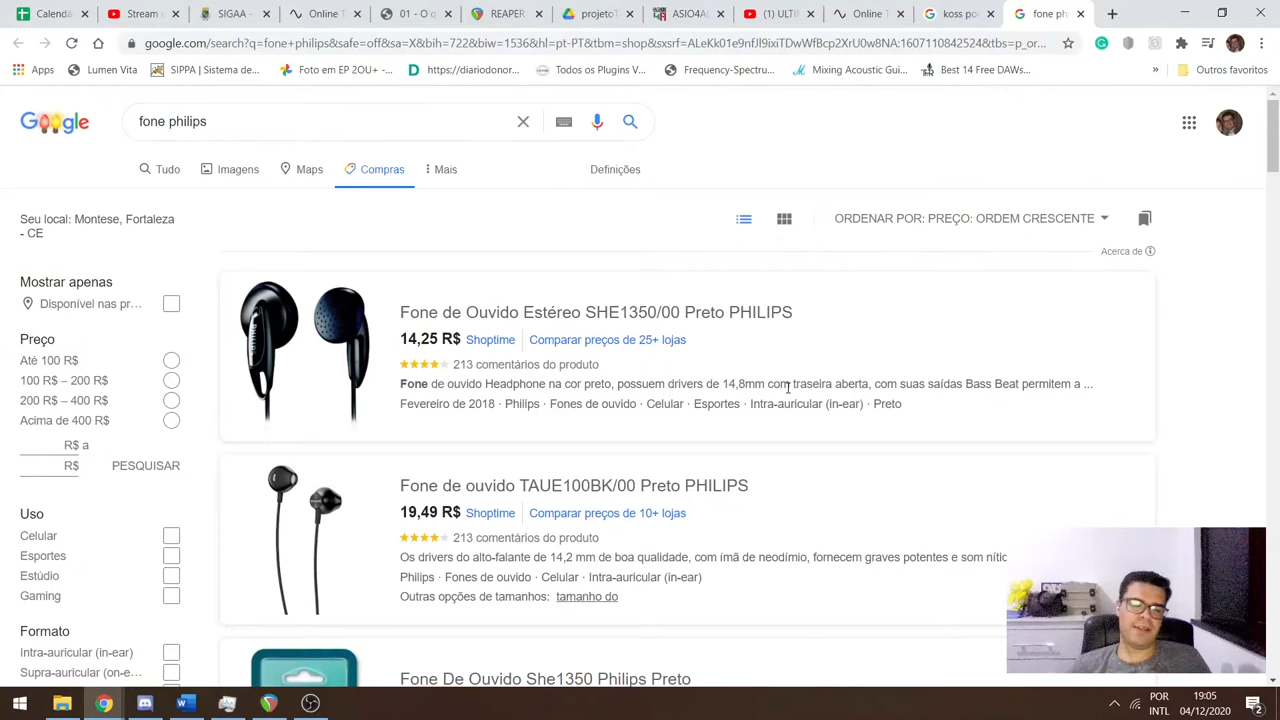 Calendá
Stream c
SIGAA -
Online T
01 - O q
REAPER
projetoT
ASIO4AL
(1) ULTI
Online T
koss po
fone ph
google.com/search?q=fone+philips&safe=off&sa=X&bih=722&biw=1536&hl=pt-PT&tbm=shop&sxsrf=ALeKk01e9nfJl9ixiTDwWfBcp2XrU0w8NA:1607110842524&tbs=p_or...
Apps
Lumen Vita
SIPPA | Sistema de...
Foto em EP 2OU+ -...
https://diariodonor...
Todos os Plugins V...
Frequency-Spectru...
Mixing Acoustic Gui...
Best 14 Free DAWs...
»
Outros favoritos
Google
fone philips
Tudo
Imagens
Maps
Compras
Mais
Definições
Seu local: Montese, Fortaleza
- CE
ORDENAR POR: PREÇO: ORDEM CRESCENTE
Acerca de
Mostrar apenas
Disponível nas pr...
Preço
Até 100 R$
100 R$ – 200 R$
200 R$ – 400 R$
Acima de 400 R$
R$ a
R$ PESQUISAR
Uso
Celular
Esportes
Estúdio
Gaming
Formato
Intra-auricular (in-ear)
Supra-auricular (on-e...
Fone de Ouvido Estéreo SHE1350/00 Preto PHILIPS
14,25 R$ Shoptime Comparar preços de 25+ lojas
213 comentários do produto
Fone de ouvido Headphone na cor preto, possuem drivers de 14,8mm com traseira aberta, com suas saídas Bass Beat permitem a ...
Fevereiro de 2018 · Philips · Fones de ouvido · Celular · Esportes · Intra-auricular (in-ear) · Preto
PHILIPS
Fone de ouvido TAUE100BK/00 Preto PHILIPS
19,49 R$ Shoptime Comparar preços de 10+ lojas
213 comentários do produto
Os drivers do alto-falante de 14,2 mm de boa qualidade, com ímã de neodímio, fornecem graves potentes e som nític
Philips · Fones de ouvido · Celular · Intra-auricular (in-ear)
Outras opções de tamanhos: tamanho do
Fone De Ouvido She1350 Philips Preto
POR
INTL
19:05
04/12/2020
2